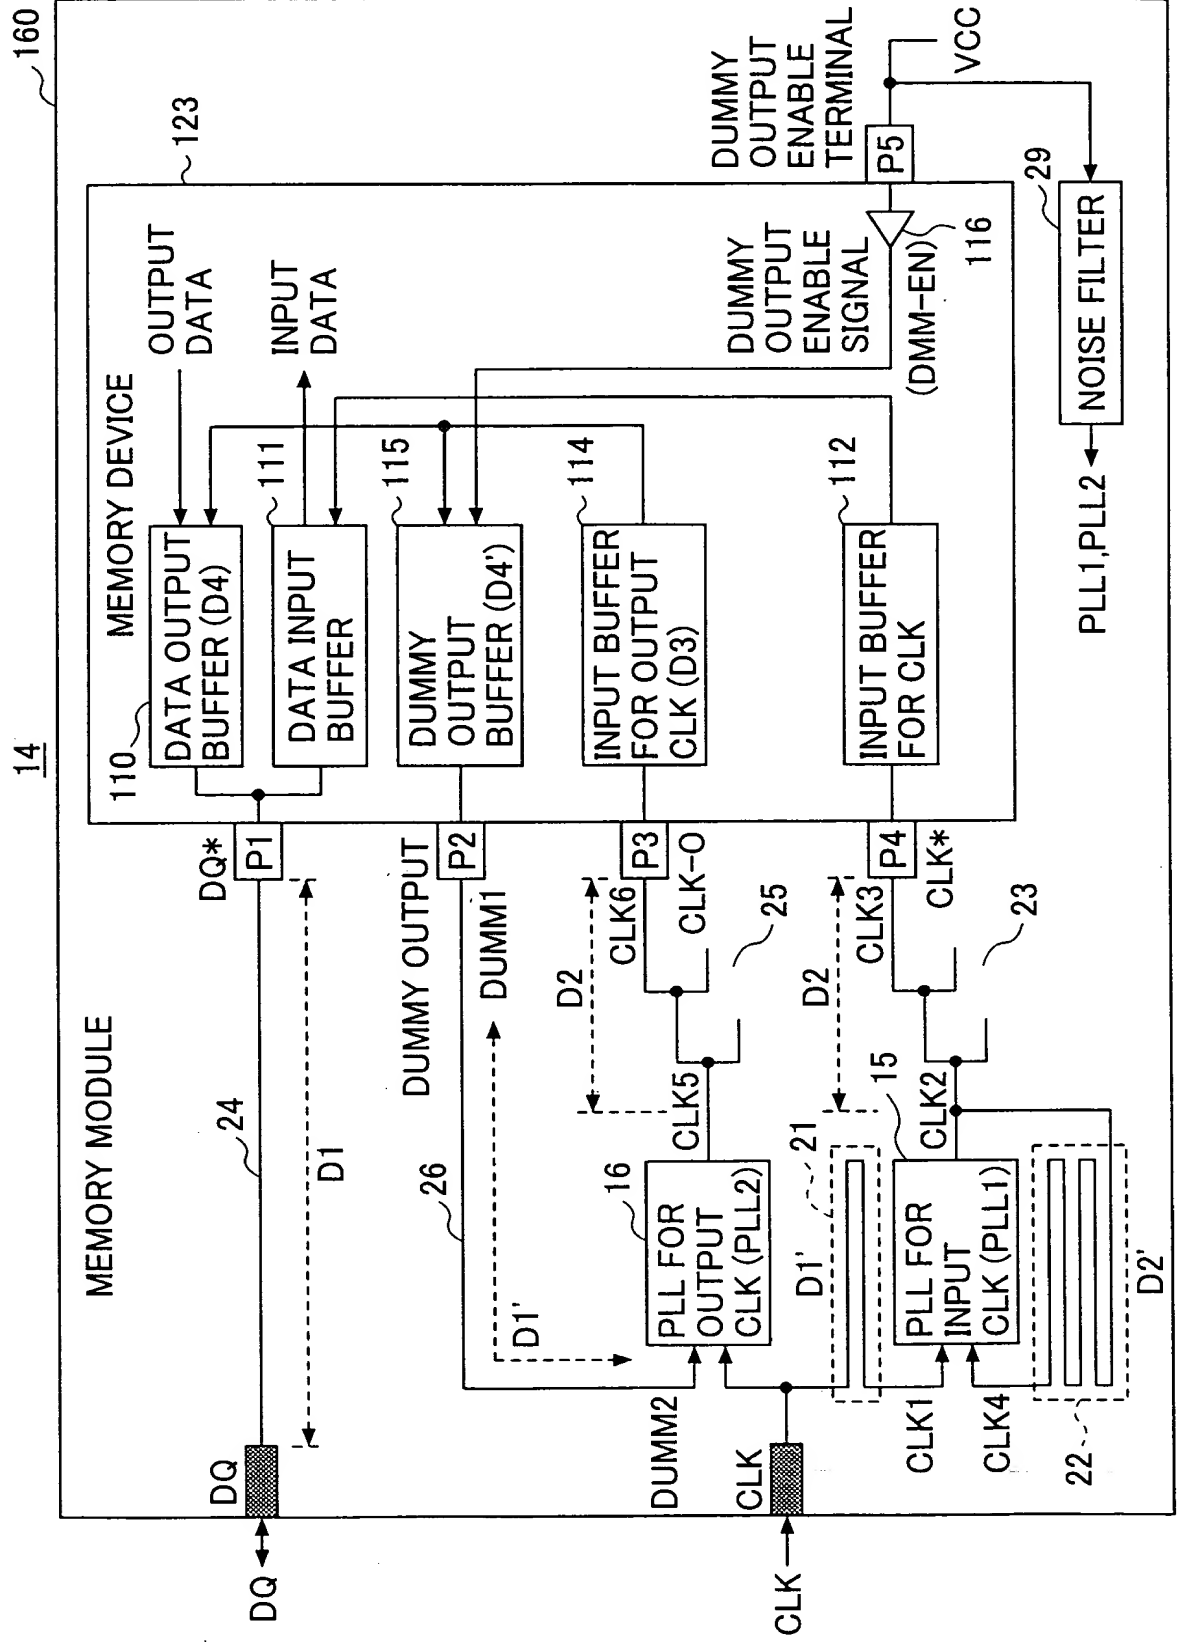 14
160
MEMORY MODULE
MEMORY DEVICE
123
110
DATA OUTPUT
BUFFER (D4)
OUTPUT
DATA
111
DATA INPUT
BUFFER
INPUT
DATA
115
DUMMY
OUTPUT
BUFFER (D4')
114
INPUT BUFFER
FOR OUTPUT
CLK (D3)
112
INPUT BUFFER
FOR CLK
DUMMY
OUTPUT
ENABLE
SIGNAL
(DMM-EN)
116
DUMMY
OUTPUT
ENABLE
TERMINAL
P5
VCC
29
NOISE FILTER
PLL1,PLL2
DQ
DQ
24
D1
DQ*
P1
DUMMY OUTPUT
P2
DUMM1
26
D1'
DUMM2
16
PLL FOR
OUTPUT
CLK (PLL2)
CLK5
D2
CLK6
P3
CLK-O
25
CLK
CLK
D1'
21
CLK1
15
PLL FOR
INPUT
CLK (PLL1)
CLK2
D2
CLK3
P4
CLK*
23
CLK4
22
D2'